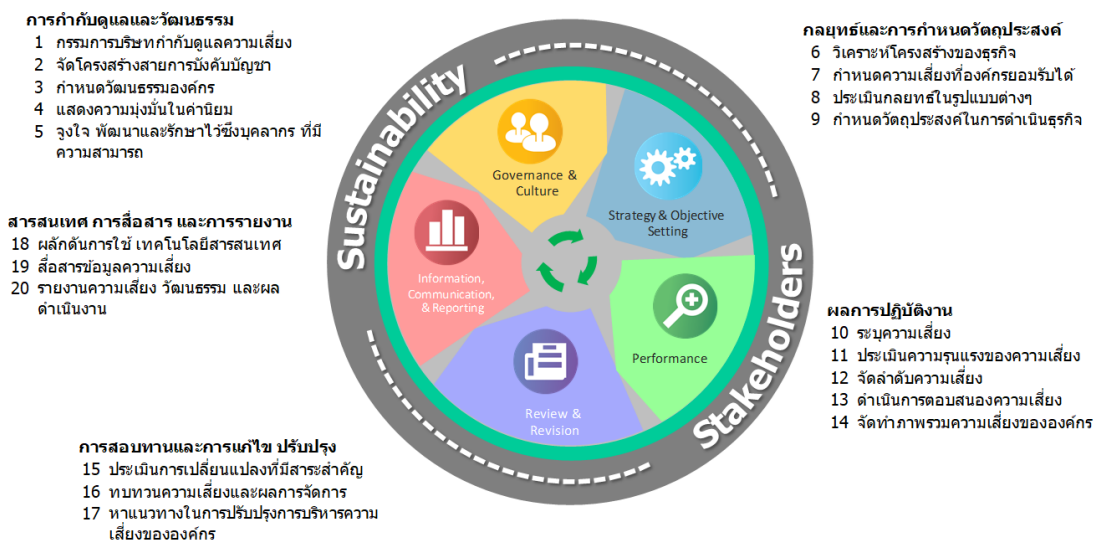 การกำกับดูแลและวัฒนธรรม
1 กรรมการบริษัทกำกับดูแลความเสี่ยง
2 จัดโครงสร้างสายการบังคับบัญชา
3 กำหนดวัฒนธรรมองค์กร
4 แสดงความมุ่งมั่นในค่านิยม
5 จูงใจ พัฒนาและรักษาไว้ซึ่งบุคลากร ที่มี
ความสามารถ
กลยุทธ์และการกำหนดวัตถุประสงค์
6 วิเคราะห์โครงสร้างของธุรกิจ
7 กำหนดความเสี่ยงที่องค์กรยอมรับได้
8 ประเมินกลยุทธ์ในรูปแบบต่างๆ
9 กำหนดวัตถุประสงค์ในการดำเนินธุรกิจ
สารสนเทศ การสื่อสาร และการรายงาน
18 ผลักดันการใช้ เทคโนโลยีสารสนเทศ
19 สื่อสารข้อมูลความเสี่ยง
20 รายงานความเสี่ยง วัฒนธรรม และผล
ดำเนินงาน
Sustainability
Stakeholders
Governance &
Culture
Strategy & Objective
Setting
Information,
Communication,
& Reporting
Performance
Review &
Revision
ผลการปฏิบัติงาน
10 ระบุความเสี่ยง
11 ประเมินความรุนแรงของความเสี่ยง
12 จัดลำดับความเสี่ยง
13 ดำเนินการตอบสนองความเสี่ยง
14 จัดทำภาพรวมความเสี่ยงขององค์กร
การสอบทานและการแก้ไข ปรับปรุง
15 ประเมินการเปลี่ยนแปลงที่มีสาระสำคัญ
16 ทบทวนความเสี่ยงและผลการจัดการ
17 หาแนวทางในการปรับปรุงการบริหารความ
เสี่ยงขององค์กร